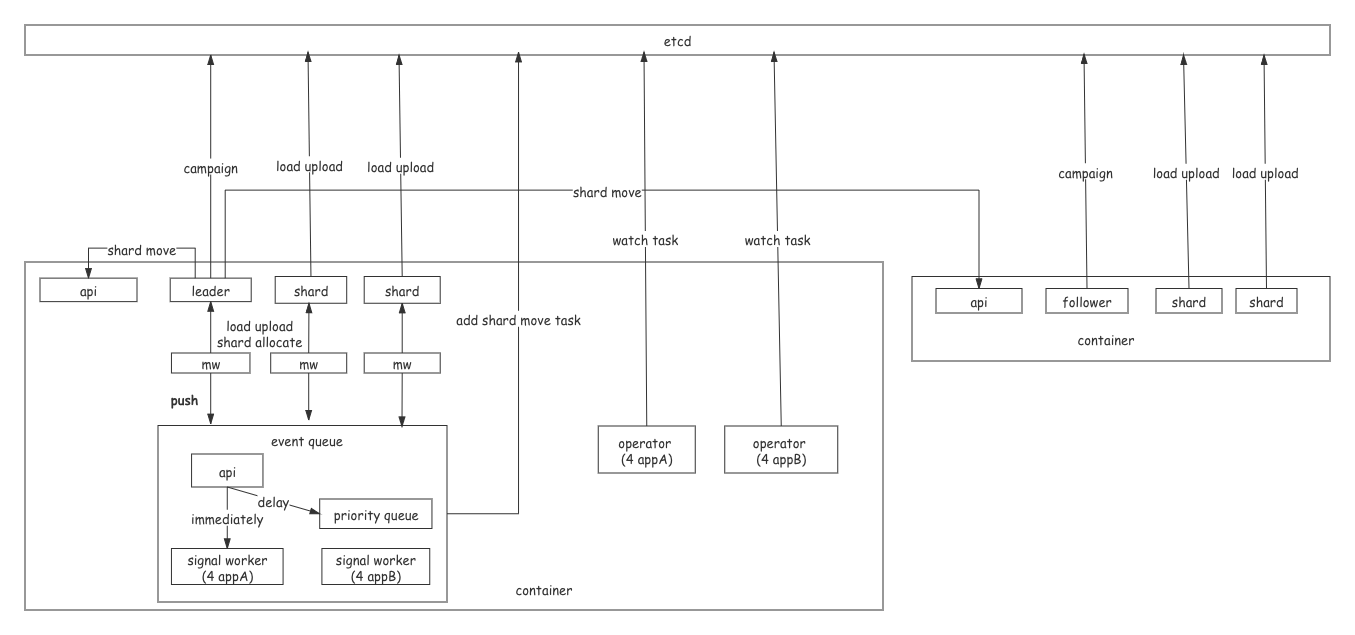 etcd
campaign
load upload
load upload
campaign
load upload
load upload
shard move
watch task
watch task
shard move
api
leader
shard
shard
api
follower
shard
shard
load upload
shard allocate
add shard move task
container
mw
mw
mw
push
event queue
operator
(4 appA)
operator
(4 appB)
api
delay
immediately
priority queue
signal worker
(4 appA)
signal worker
(4 appB)
container